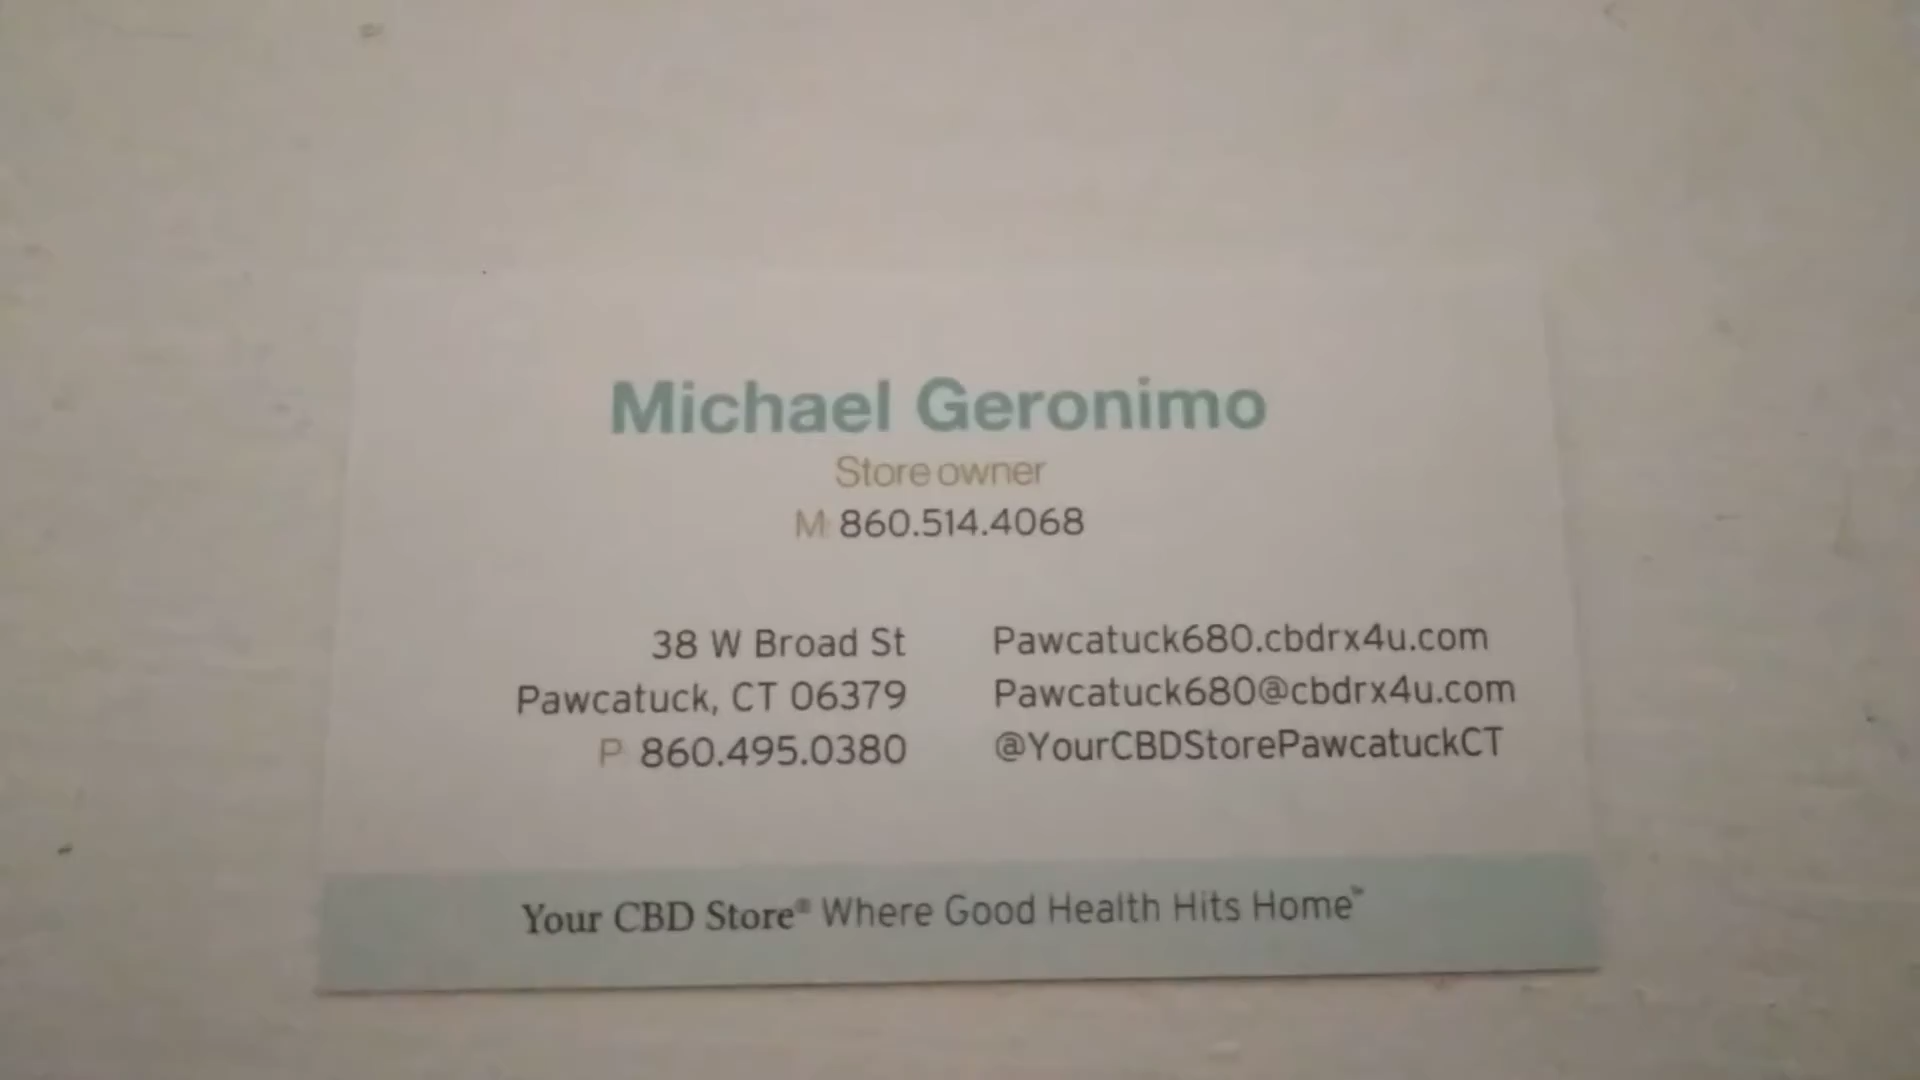 Michael Geronimo
Store owner
M: 860.514.4068
38 W Broad St
Pawcatuck, CT 06379
P 860.495.0380
Pawcatuck680.cbdrx4u.com
Pawcatuck680@cbdrx4u.com
@YourCBDStorePawcatuckCT
Your CBD Store® Where Good Health Hits Home™